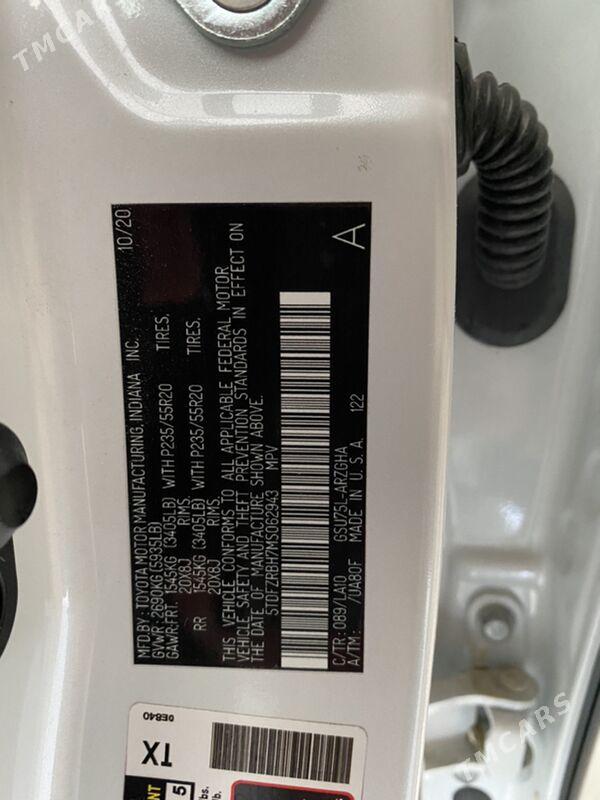 TMCARS
MFD.BY: TOYOTA MOTOR MANUFACTURING, INDIANA INC. 10/20
GVWR: 2690KG(5935LB)
GAWR:FRT. 1545KG (3405LB) WITH P235/55R20 TIRES,
20X8J RIMS.
RR 1545KG (3405LB) WITH P235/55R20 TIRES,
20X8J RIMS.
THIS VEHICLE CONFORMS TO ALL APPLICABLE FEDERAL MOTOR
VEHICLE SAFETY AND THEFT PREVENTION STANDARDS IN EFFECT ON
THE DATE OF MANUFACTURE SHOWN ABOVE.
MPV
C/TR: 089/LA10 GSU75L-ARZGHA
A/TM: /UA80F MADE IN U.S.A. 122 A
0E840
TX
5
TMCARS